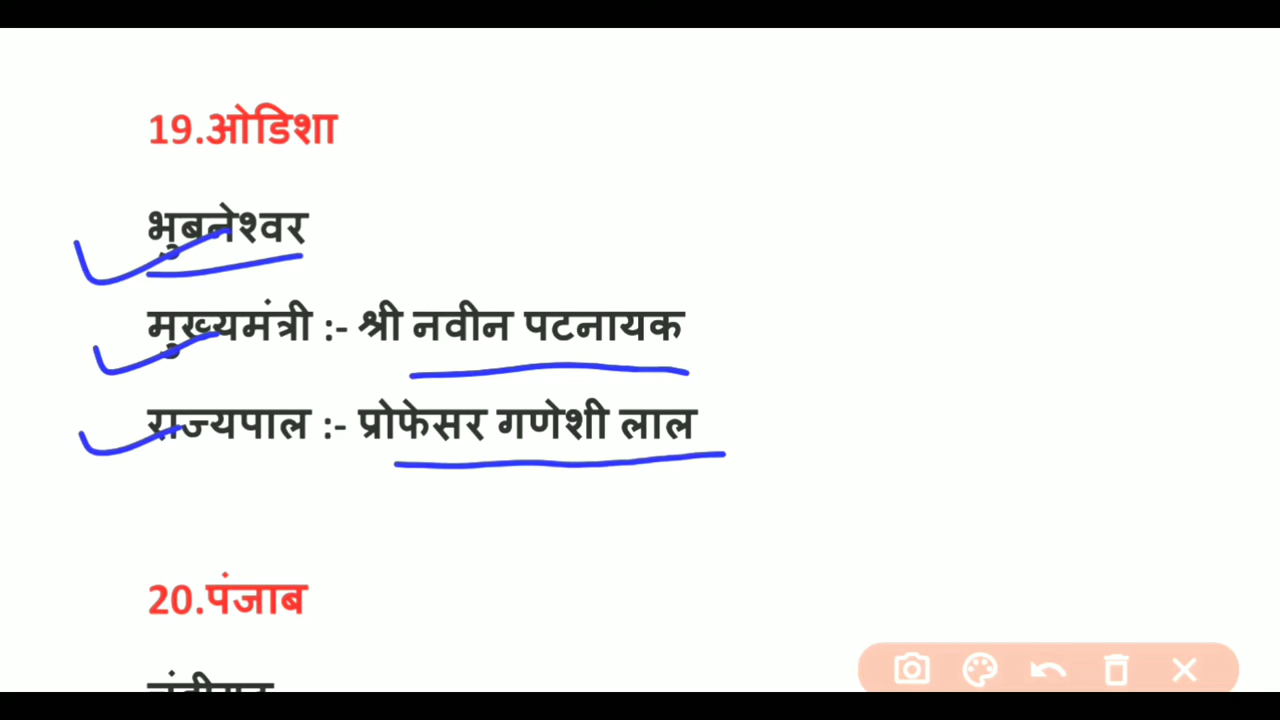 19.ओडिशा
भुबनेश्वर
मुख्यमंत्री :- श्री नवीन पटनायक
राज्यपाल :- प्रोफेसर गणेशी लाल
20.पंजाब